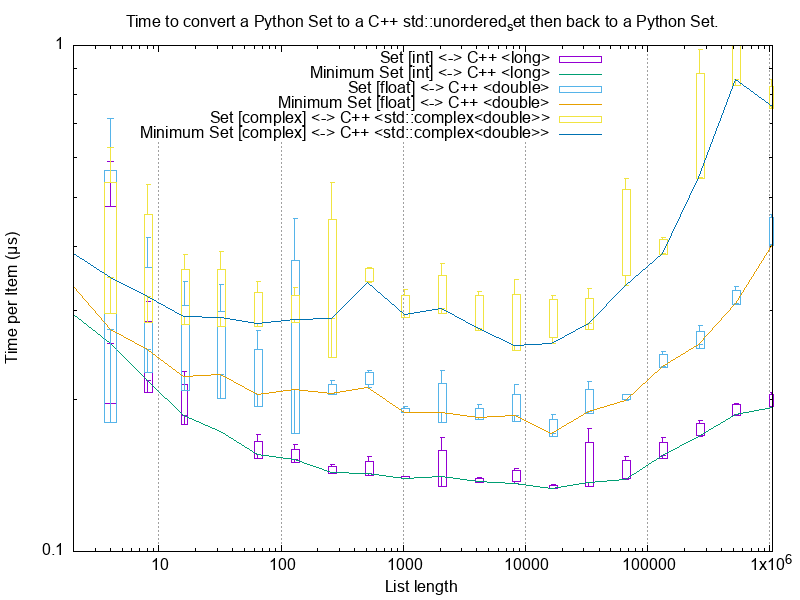 Time to convert a Python Set to a C++ std::unordered_set then back to a Python Set.
1
Set [int] <-> C++ <long>
Minimum Set [int] <-> C++ <long>
Set [float] <-> C++ <double>
Minimum Set [float] <-> C++ <double>
Set [complex] <-> C++ <std::complex<double>>
Minimum Set [complex] <-> C++ <std::complex<double>>
Time per Item (µs)
0.1
10 100 1000 10000 100000 1x10^6
List length